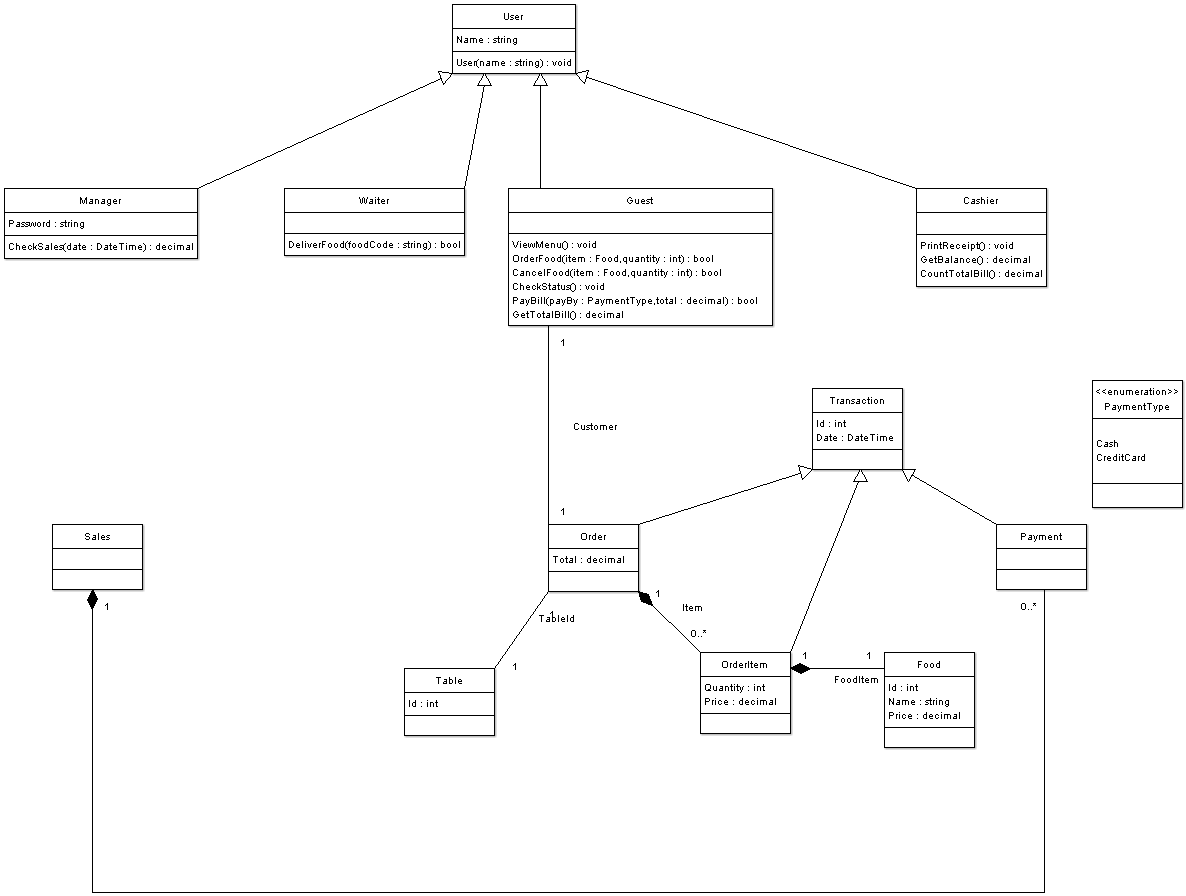 User
Name : string
User(name : string) : void
Manager
Password : string
CheckSales(date : DateTime) : decimal
Waiter
DeliverFood(foodCode : string) : bool
Guest
ViewMenu() : void
OrderFood(item : Food,quantity : int) : bool
CancelFood(item : Food,quantity : int) : bool
CheckStatus() : void
PayBill(payBy : PaymentType,total : decimal) : bool
GetTotalBill() : decimal
Cashier
PrintReceipt() : void
GetBalance() : decimal
CountTotalBill() : decimal
1
Customer
1
Transaction
Id : int
Date : DateTime
<<enumeration>>
PaymentType
Cash
CreditCard
Sales
1
Order
Total : decimal
Payment
0..*
1
TableId
1
1
Item
0..*
Table
Id : int
OrderItem
Quantity : int
Price : decimal
1
1
FoodItem
Food
Id : int
Name : string
Price : decimal